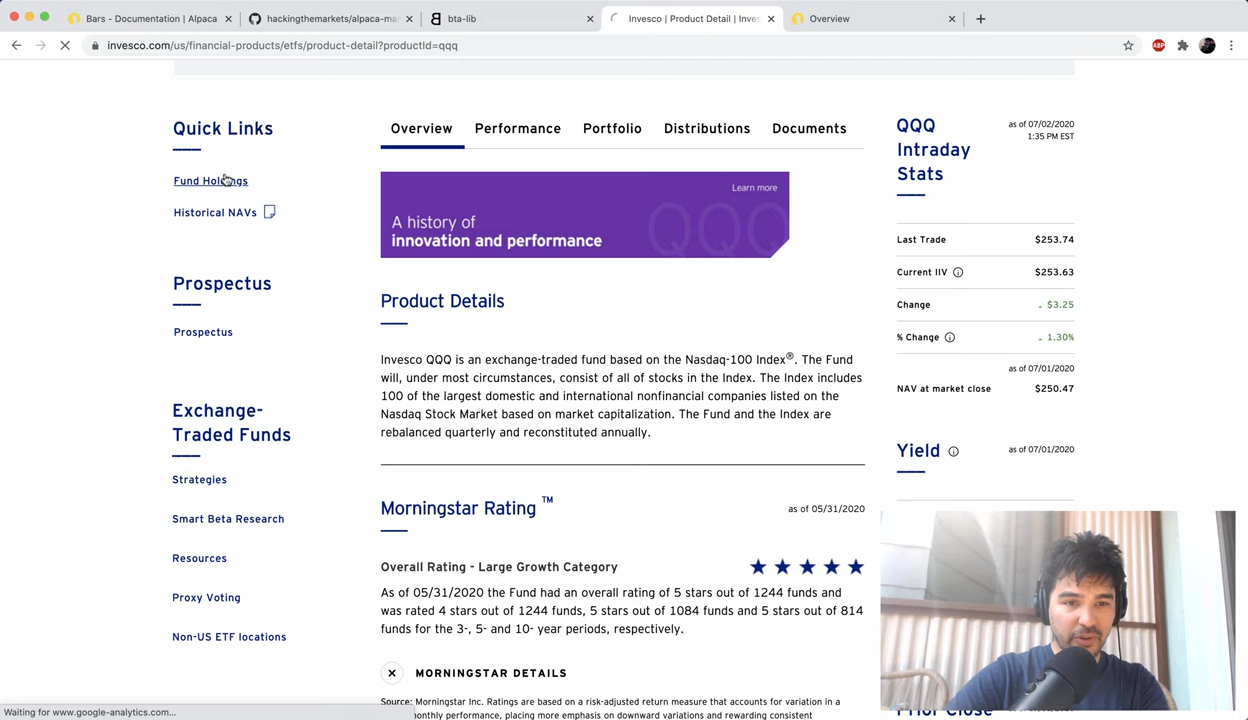 Bars - Documentation | Alpaca
hackingthemarkets/alpaca-ma
bta-lib
Invesco | Product Detail | Inves
Overview
invesco.com/us/financial-products/etfs/product-detail?productId=qqq
ABP
Quick Links
Fund Holdings
Historical NAVs
Prospectus
Prospectus
Exchange-
Traded Funds
Strategies
Smart Beta Research
Resources
Proxy Voting
Non-US ETF locations
Overview Performance Portfolio Distributions Documents
Learn more
A history of
innovation and performance
QQQ
Product Details
Invesco QQQ is an exchange-traded fund based on the Nasdaq-100 Index®. The Fund
will, under most circumstances, consist of all of stocks in the Index. The Index includes
100 of the largest domestic and international nonfinancial companies listed on the
Nasdaq Stock Market based on market capitalization. The Fund and the Index are
rebalanced quarterly and reconstituted annually.
Morningstar Rating ™
as of 05/31/2020
Overall Rating - Large Growth Category
As of 05/31/2020 the Fund had an overall rating of 5 stars out of 1244 funds and
was rated 4 stars out of 1244 funds, 5 stars out of 1084 funds and 5 stars out of 814
funds for the 3-, 5- and 10- year periods, respectively.
MORNINGSTAR DETAILS
Source: Morningstar Inc. Ratings are based on a risk-adjusted return measure that accounts for variation in a
monthly performance, placing more emphasis on downward variations and rewarding consistent
QQQ
Intraday
Stats
as of 07/02/2020
1:35 PM EST
Last Trade $253.74
Current IIV $253.63
Change $3.25
% Change 1.30%
as of 07/01/2020
NAV at market close $250.47
Yield
as of 07/01/2020
Prior Close
Waiting for www.google-analytics.com...